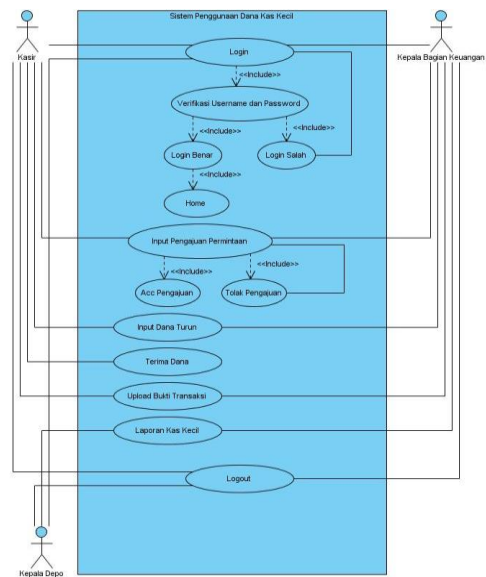 Sistem Penggunaan Dana Kas Kecil
Kasir
Kepala Bagian Keuangan
Login
<<Include>>
Verifikasi Username dan Password
<<Include>>
<<Include>>
Login Benar
Login Salah
<<Include>>
Home
Input Pengajuan Permintaan
<<Include>>
<<Include>>
Acc Pengajuan
Tolak Pengajuan
Input Dana Turun
Terima Dana
Upload Bukti Transaksi
Laporan Kas Kecil
Logout
Kepala Depo